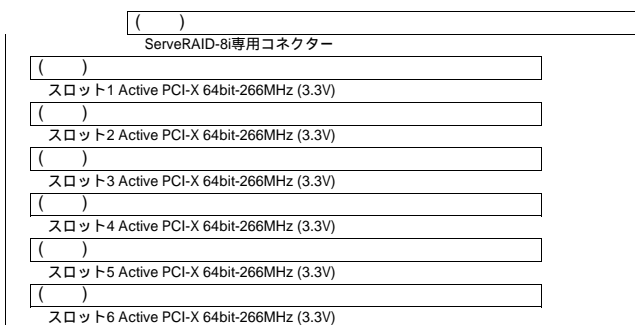 (　　)
ServeRAID-8i専用コネクター
(　　)
スロット1 Active PCI-X 64bit-266MHz (3.3V)
(　　)
スロット2 Active PCI-X 64bit-266MHz (3.3V)
(　　)
スロット3 Active PCI-X 64bit-266MHz (3.3V)
(　　)
スロット4 Active PCI-X 64bit-266MHz (3.3V)
(　　)
スロット5 Active PCI-X 64bit-266MHz (3.3V)
(　　)
スロット6 Active PCI-X 64bit-266MHz (3.3V)